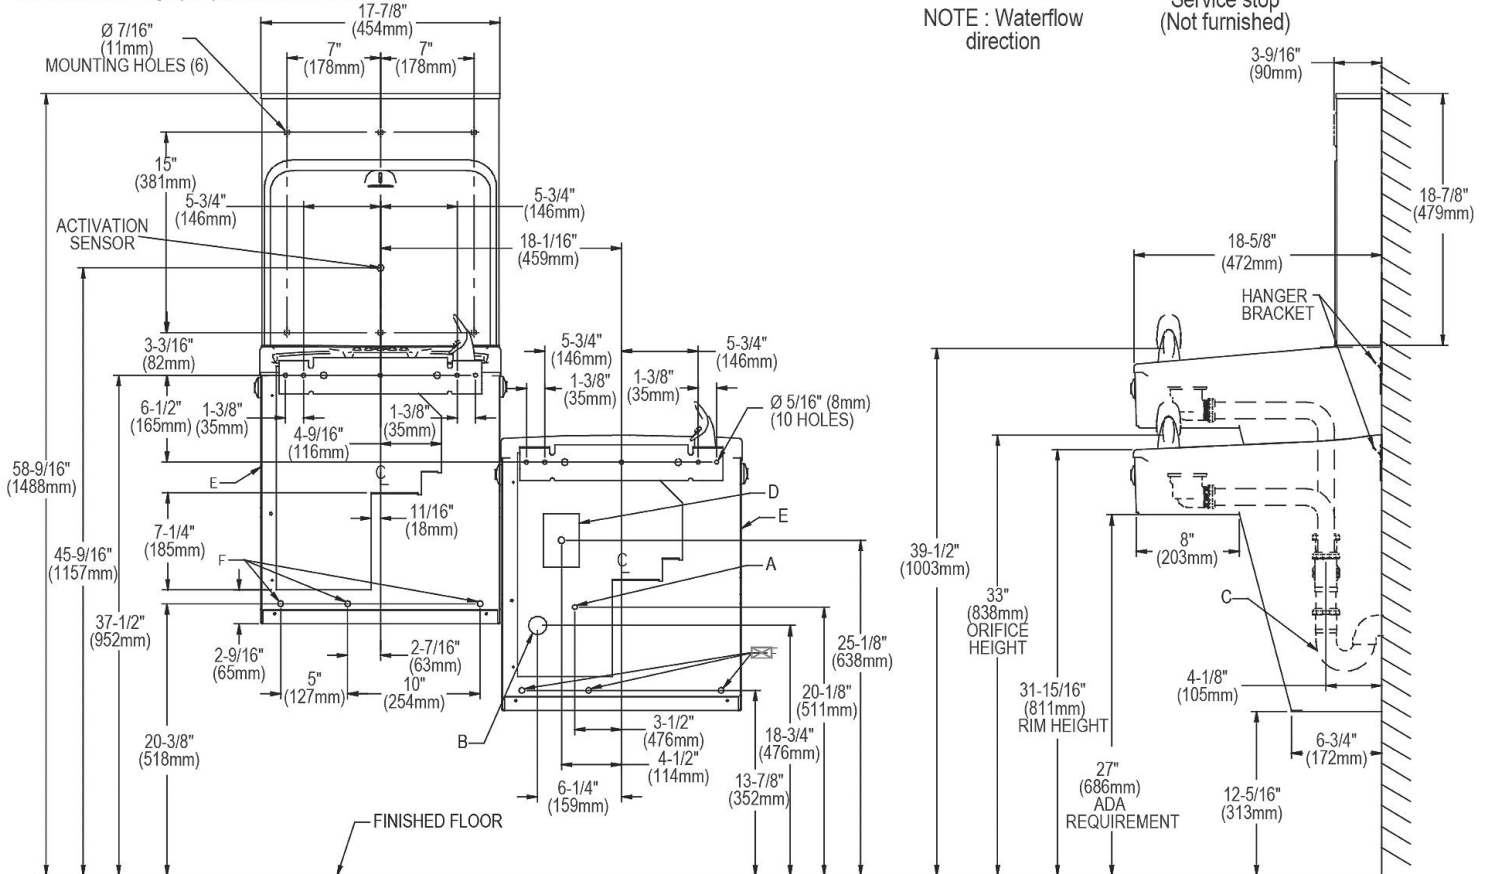 17-7/8"
(454mm)
Ø 7/16"
(11mm)
MOUNTING HOLES (6)
7"
(178mm)
7"
(178mm)
NOTE : Waterflow
direction
Service stop
(Not furnished)
3-9/16"
(90mm)
15"
(381mm)
5-3/4"
(146mm)
5-3/4"
(146mm)
18-7/8"
(479mm)
ACTIVATION
SENSOR
18-1/16"
(459mm)
18-5/8"
(472mm)
HANGER
BRACKET
3-3/16"
(82mm)
5-3/4"
(146mm)
5-3/4"
(146mm)
1-3/8"
(35mm)
1-3/8"
(35mm)
6-1/2"
(165mm)
1-3/8"
(35mm)
1-3/8"
(35mm)
Ø 5/16" (8mm)
(10 HOLES)
4-9/16"
(116mm)
58-9/16"
(1488mm)
E
C
L
D
11/16"
(18mm)
E
7-1/4"
(185mm)
45-9/16"
(1157mm)
F
C
L
A
39-1/2"
(1003mm)
8"
(203mm)
33"
(838mm)
ORIFICE
HEIGHT
C
37-1/2"
(952mm)
2-9/16"
(65mm)
2-7/16"
(63mm)
F
25-1/8"
(638mm)
5"
(127mm)
10"
(254mm)
20-1/8"
(511mm)
31-15/16"
(811mm)
RIM HEIGHT
4-1/8"
(105mm)
B
3-1/2"
(476mm)
18-3/4"
(476mm)
20-3/8"
(518mm)
4-1/2"
(114mm)
6-3/4"
(172mm)
6-1/4"
(159mm)
13-7/8"
(352mm)
27"
(686mm)
ADA
REQUIREMENT
12-5/16"
(313mm)
FINISHED FLOOR